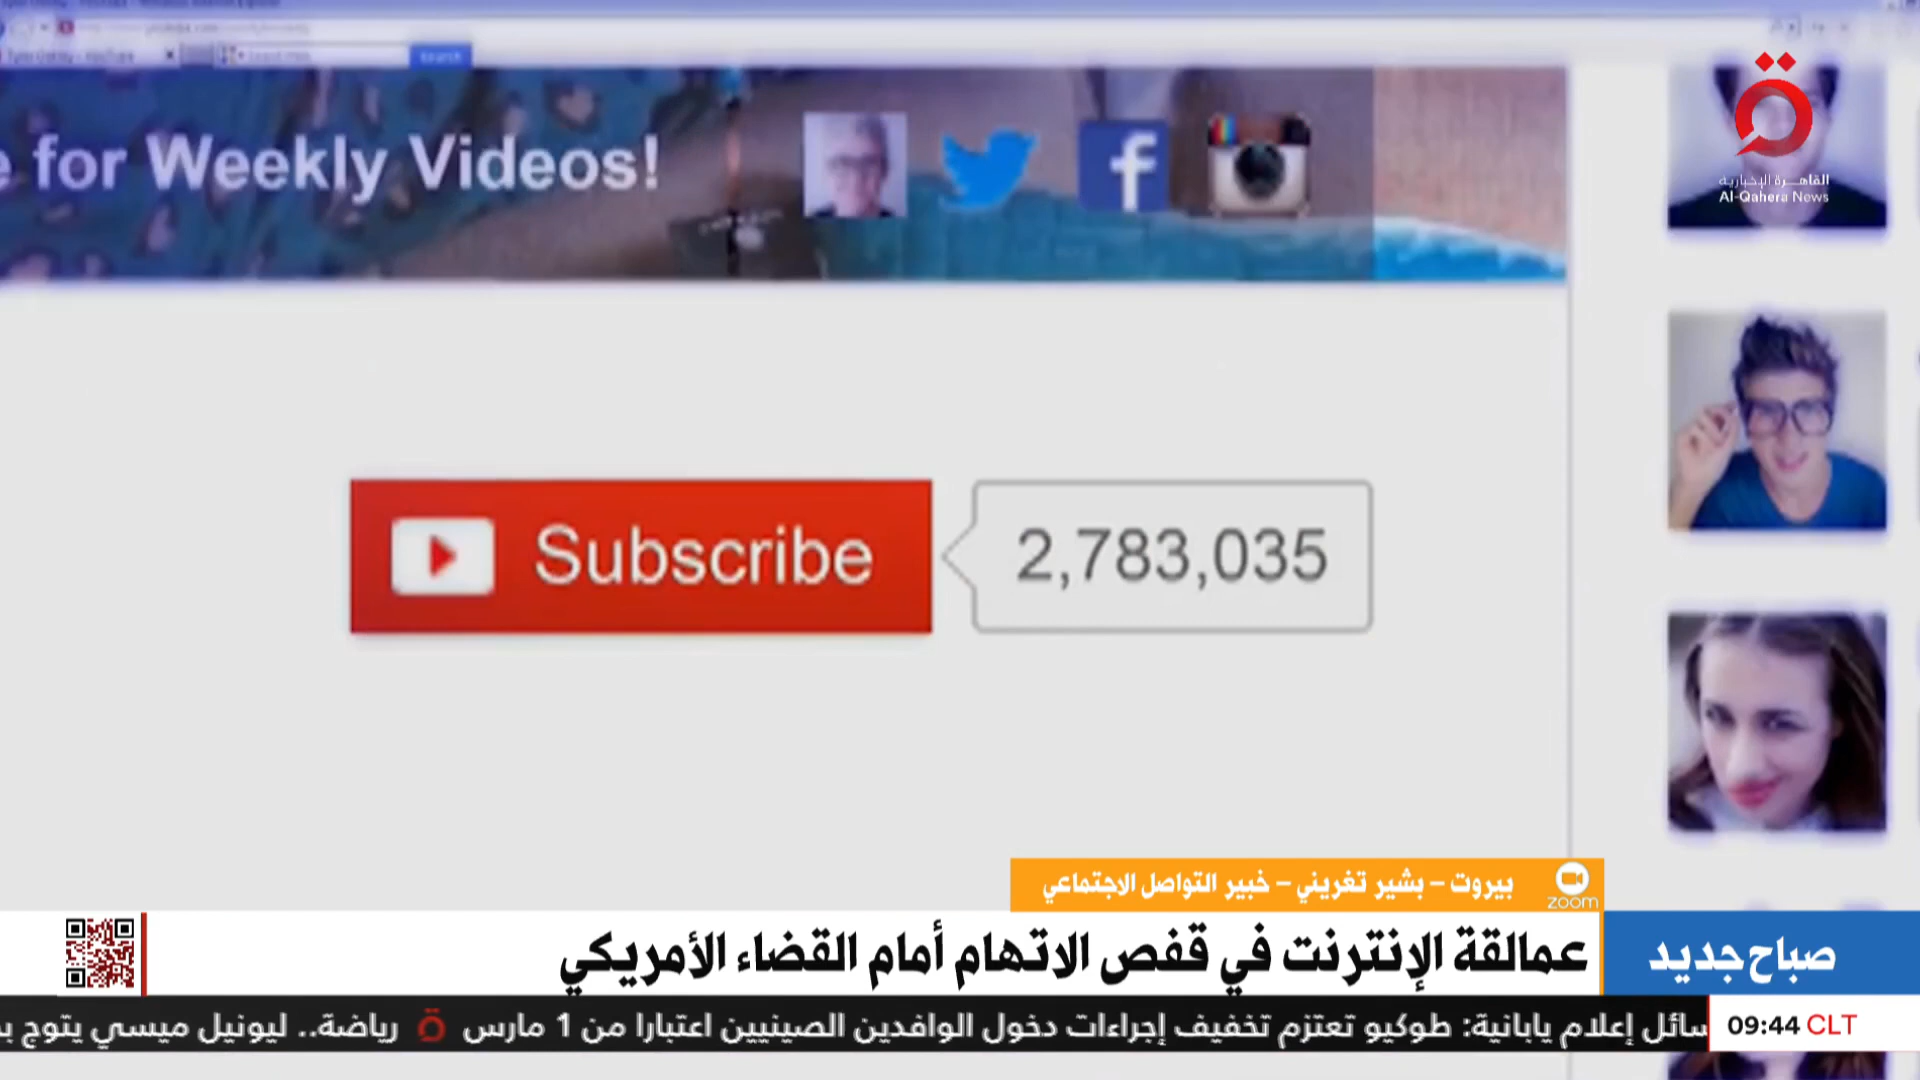 for Weekly Videos!
القاهرة الإخبارية
Al-Qahera News
Subscribe
2,783,035
بيروت – بشير تغريني – خبير التواصل الاجتماعي
zoom
عمالقة الإنترنت في قفص الاتهام أمام القضاء الأمريكي
صباح جديد
إعلام يابانية: طوكيو تعتزم تخفيف إجراءات دخول الوافدين الصينيين اعتبارا من 1 مارس
رياضة.. ليونيل ميسي يتوج
09:44 CLT